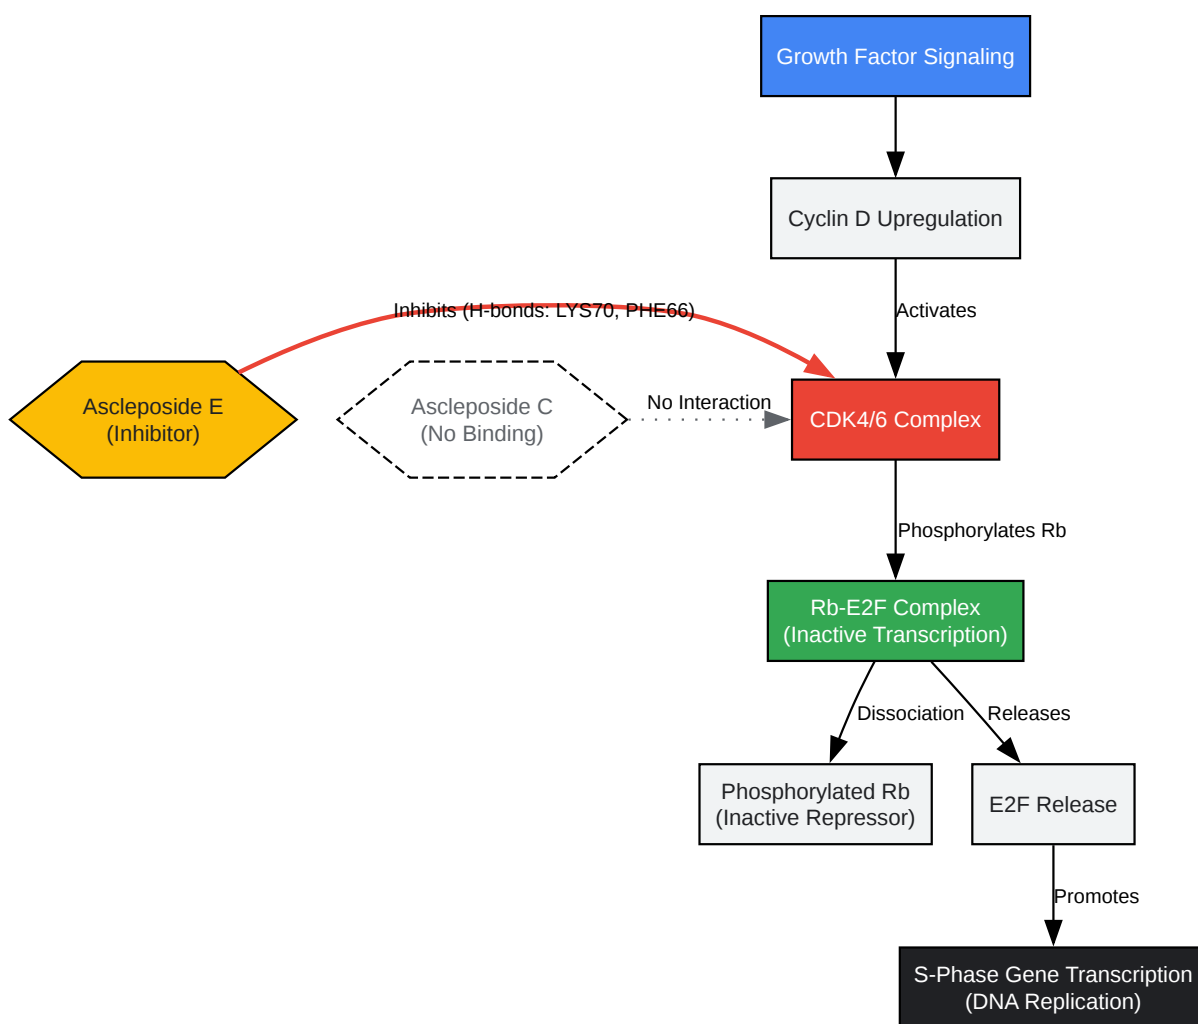 Growth Factor Signaling
Cyclin D Upregulation
Inhibits (H-bonds: LYS70, PHE66)
Activates
Ascleposide E
(Inhibitor)
Ascleposide C
(No Binding)
No Interaction
CDK4/6 Complex
Phosphorylates Rb
Rb-E2F Complex
(Inactive Transcription)
Dissociation
Releases
Phosphorylated Rb
(Inactive Repressor)
E2F Release
Promotes
S-Phase Gene Transcription
(DNA Replication)